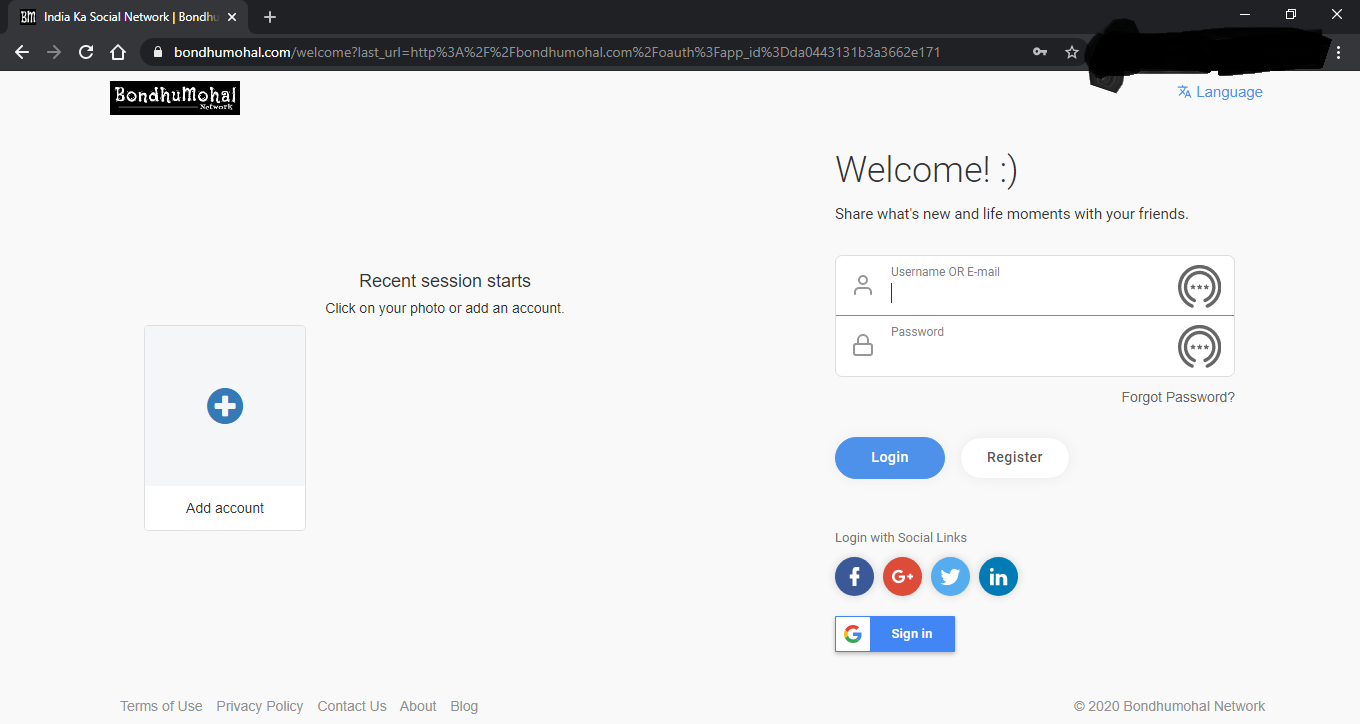 India Ka Social Network | Bondhu
bondhumohal.com/welcome?last_url=http%3A%2F%2Fbondhumohal.com%2Foauth%3Fapp_id%3Dda0443131b3a3662e171
BondhuMohal
Network
Language
Welcome! :)
Share what's new and life moments with your friends.
Recent session starts
Click on your photo or add an account.
Add account
Username OR E-mail
Password
Forgot Password?
Login
Register
Login with Social Links
Sign in
Terms of Use
Privacy Policy
Contact Us
About
Blog
© 2020 Bondhumohal Network